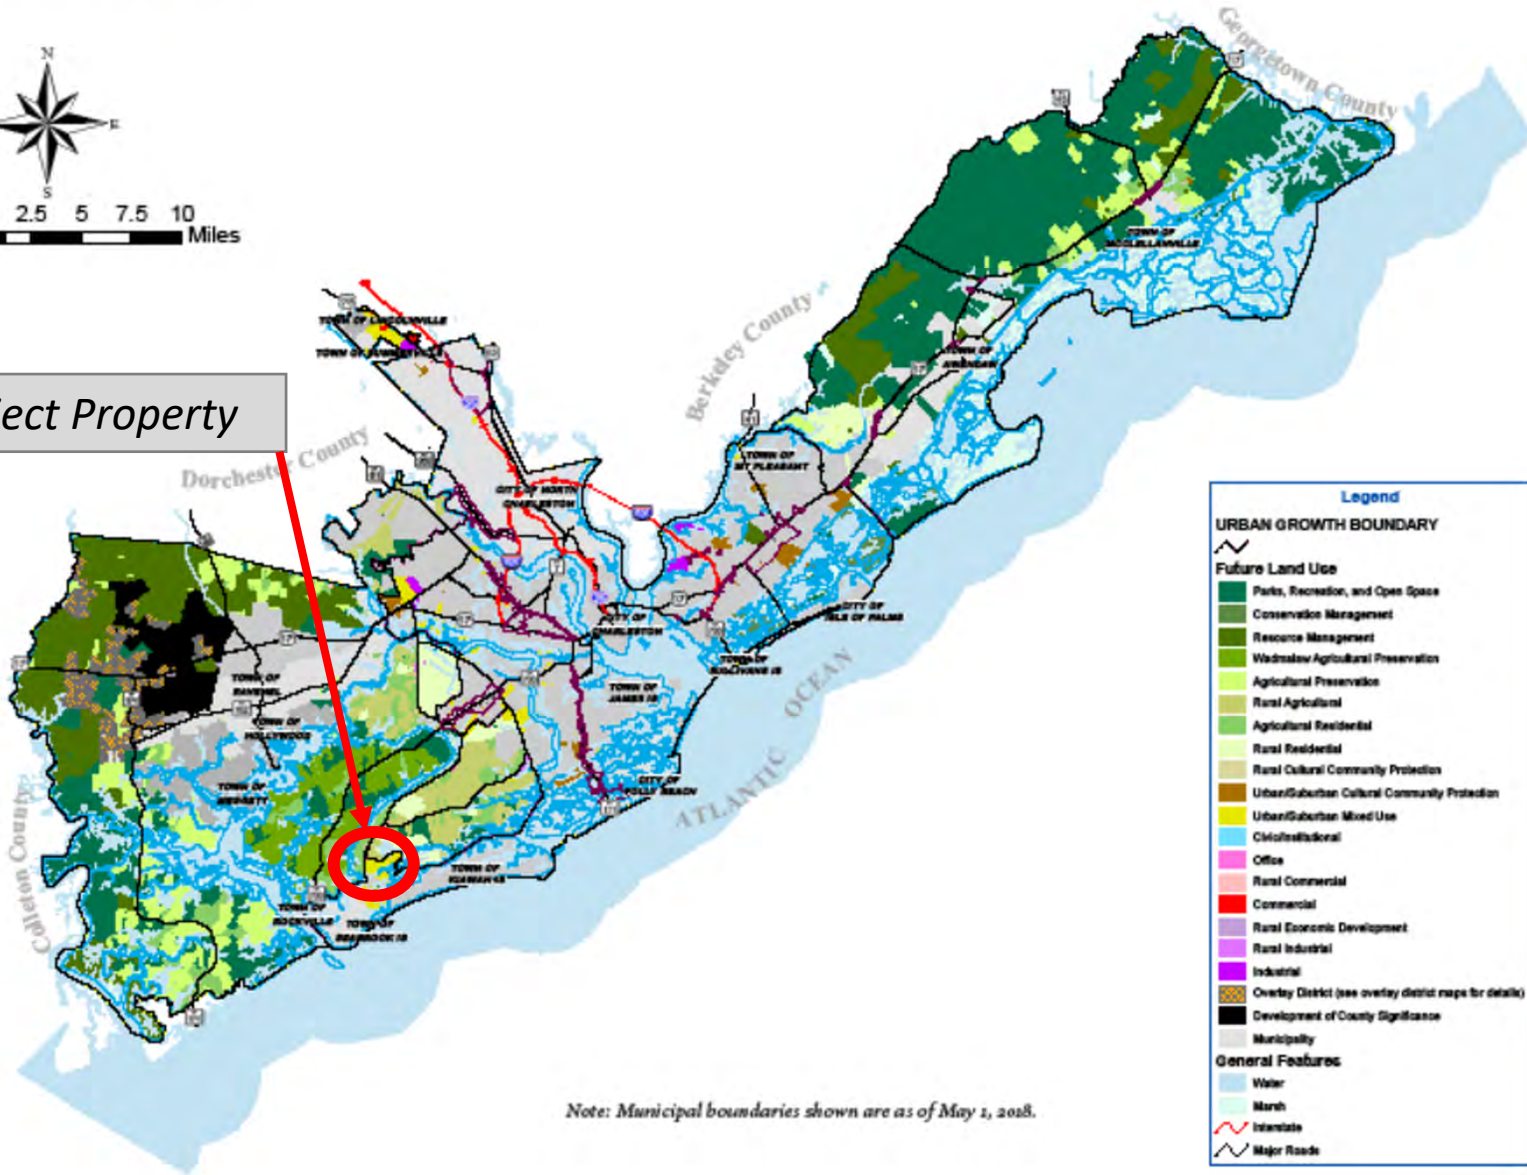 N
E
S
2.5 5 7.5 10
Miles
ject Property
Georgetown County
Berkeley County
Dorchester County
Colleton County
ATLANTIC OCEAN
TOWN OF LINCOLNVILLE
TOWN OF SUMMERVILLE
CITY OF NORTH
CHARLESTON
TOWN OF
MT PLEASANT
TOWN OF
AWENDAW
TOWN OF
MCCLELLANVILLE
CITY OF
CHARLESTON
CITY OF
ISLE OF PALMS
TOWN OF
SULLIVANS IS
TOWN OF
JAMES IS
CITY OF
FOLLY BEACH
TOWN OF
RAVENEL
TOWN OF
HOLLYWOOD
TOWN OF
MEGGETT
TOWN OF
KIAWAH IS
TOWN OF
ROCKVILLE
TOWN OF
SEABROOK IS
Legend
URBAN GROWTH BOUNDARY
Future Land Use
Parks, Recreation, and Open Space
Conservation Management
Resource Management
Wadmalaw Agricultural Preservation
Agricultural Preservation
Rural Agricultural
Agricultural Residential
Rural Residential
Rural Cultural Community Protection
Urban/Suburban Cultural Community Protection
Urban/Suburban Mixed Use
Civic/Institutional
Office
Rural Commercial
Commercial
Rural Economic Development
Rural Industrial
Industrial
Overlay District (see overlay district maps for details)
Development of County Significance
Municipality
General Features
Water
Marsh
Interstate
Major Roads
Note: Municipal boundaries shown are as of May 1, 2018.